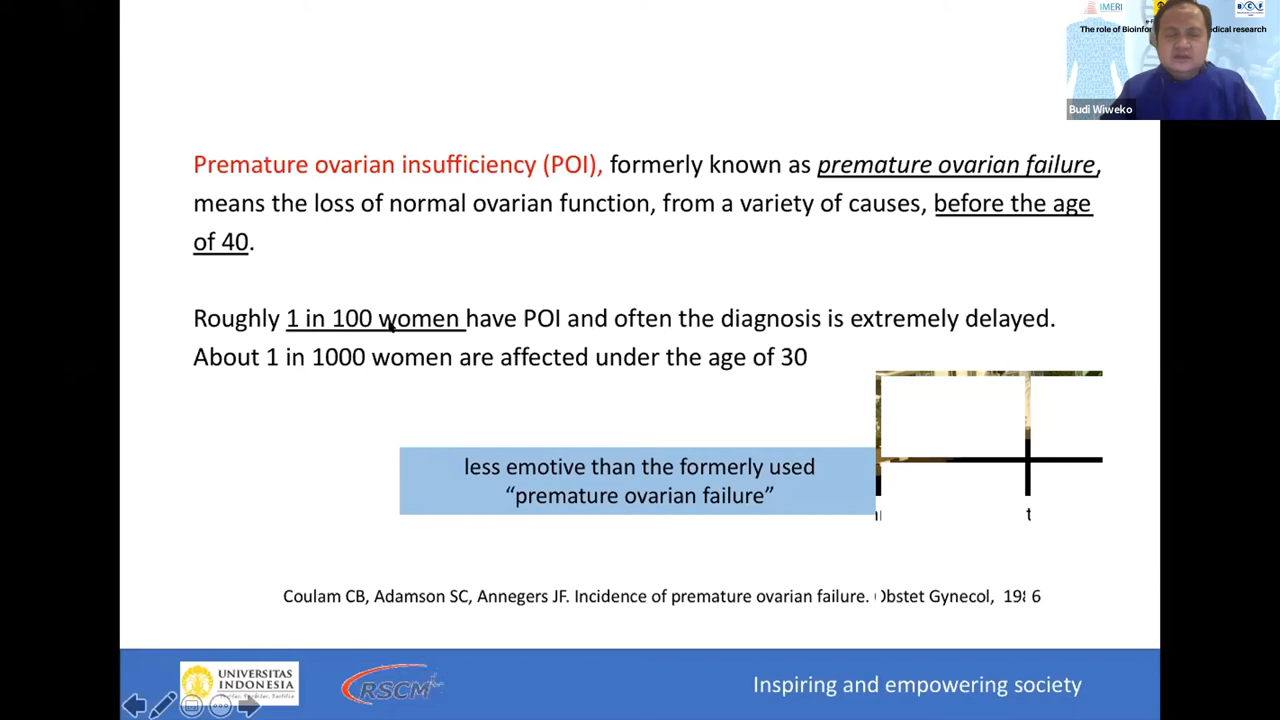 IMERI
BCF
The role of Bioinfor
edical research
Budi Wiweko
Premature ovarian insufficiency (POI), formerly known as premature ovarian failure,
means the loss of normal ovarian function, from a variety of causes, before the age
of 40.
Roughly 1 in 100 women have POI and often the diagnosis is extremely delayed.
About 1 in 1000 women are affected under the age of 30
less emotive than the formerly used
“premature ovarian failure”
t
Coulam CB, Adamson SC, Annegers JF. Incidence of premature ovarian failure. Obstet Gynecol, 1986
UNIVERSITAS
INDONESIA
Veritas, Probitas, Iustitia
RSCM
Inspiring and empowering society